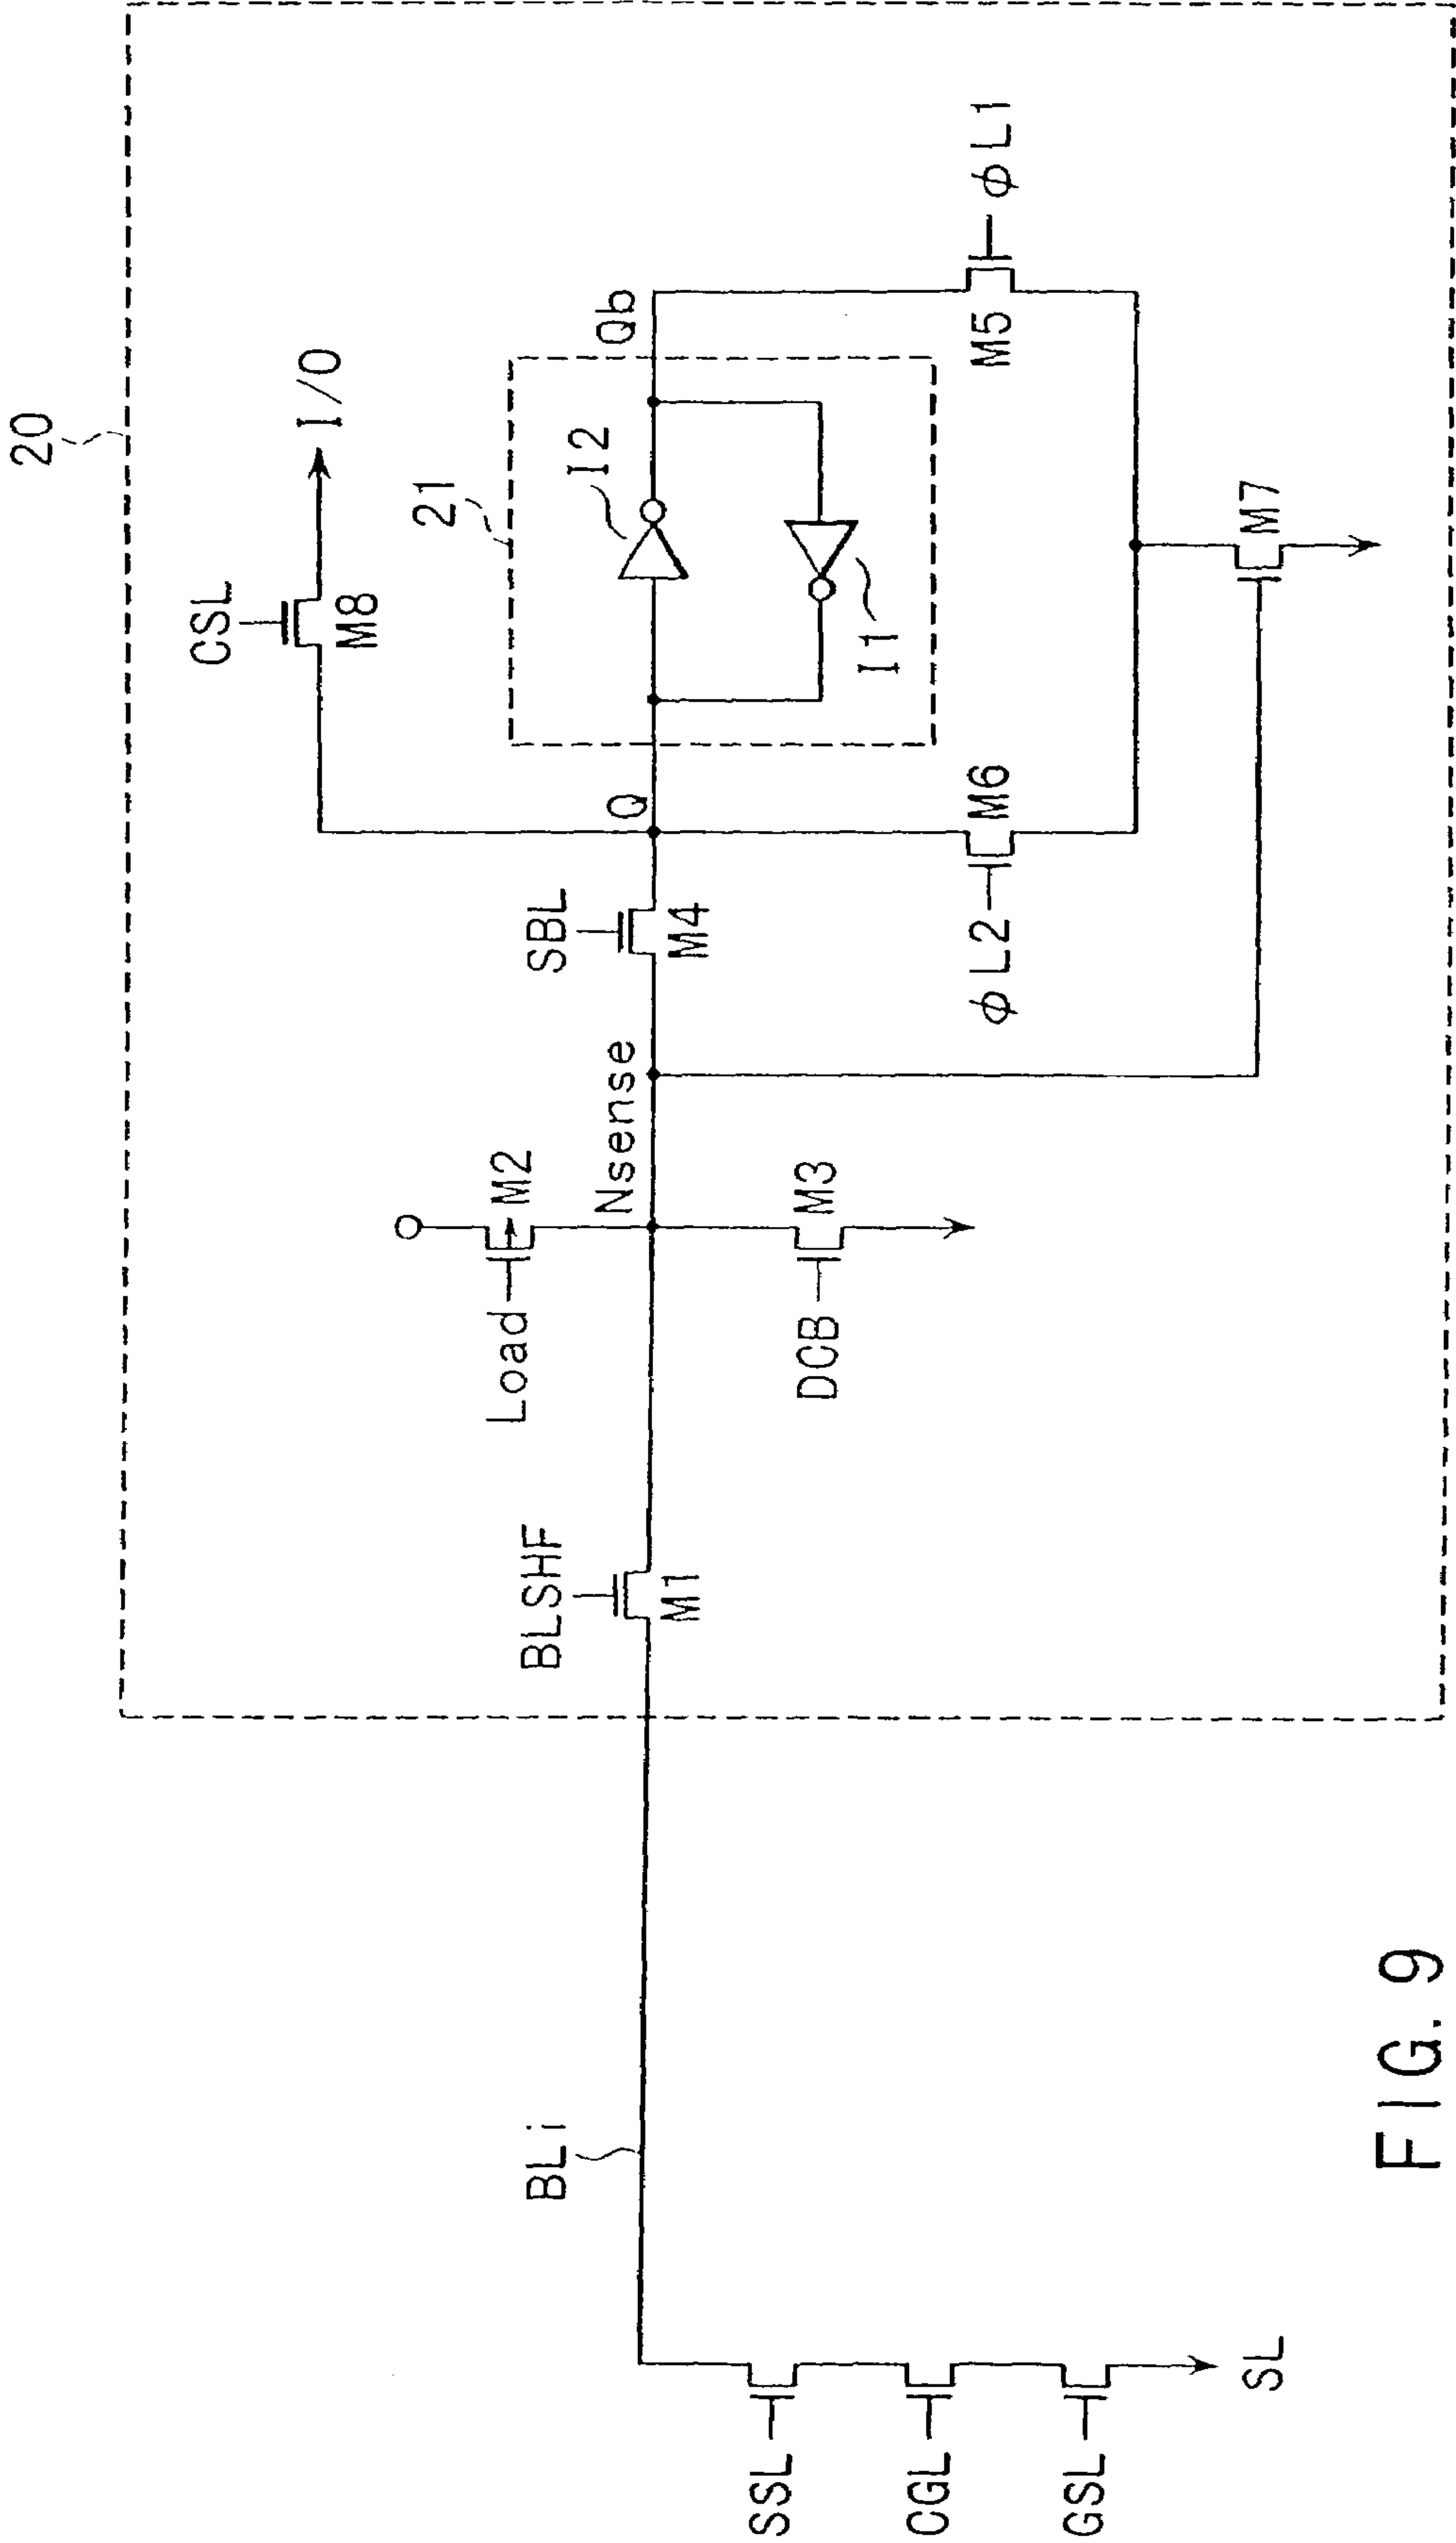 20
CSL
I/O
M8
21
I2
Qb
I1
Q
SBL
M4
φL1
M5
φL2
M6
M7
Nsense
Load
M2
DCB
M3
BLSHF
M1
BLi
SSL
CGL
GSL
SL
FIG. 9